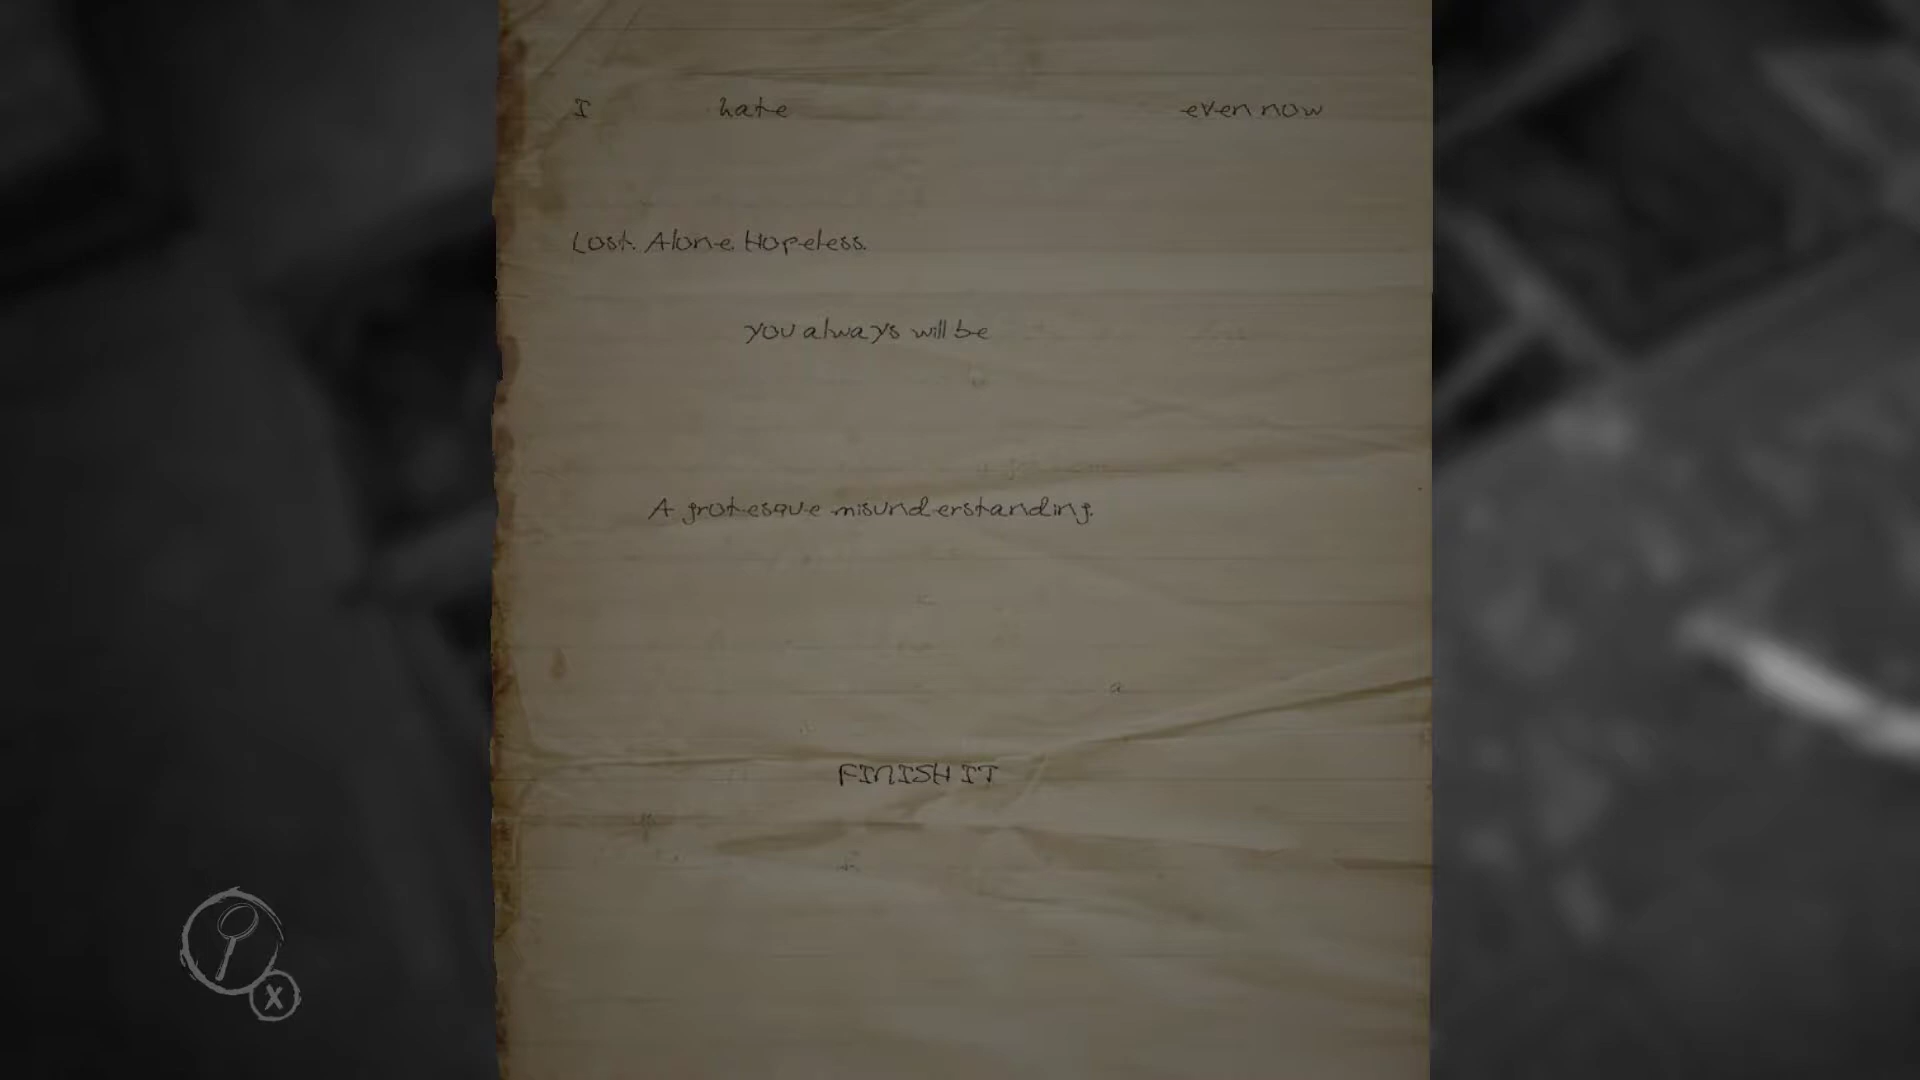 I hate even now
Lost. Alone. Hopeless.
you always will be
A grotesque misunderstanding.
a
FINISH IT
X